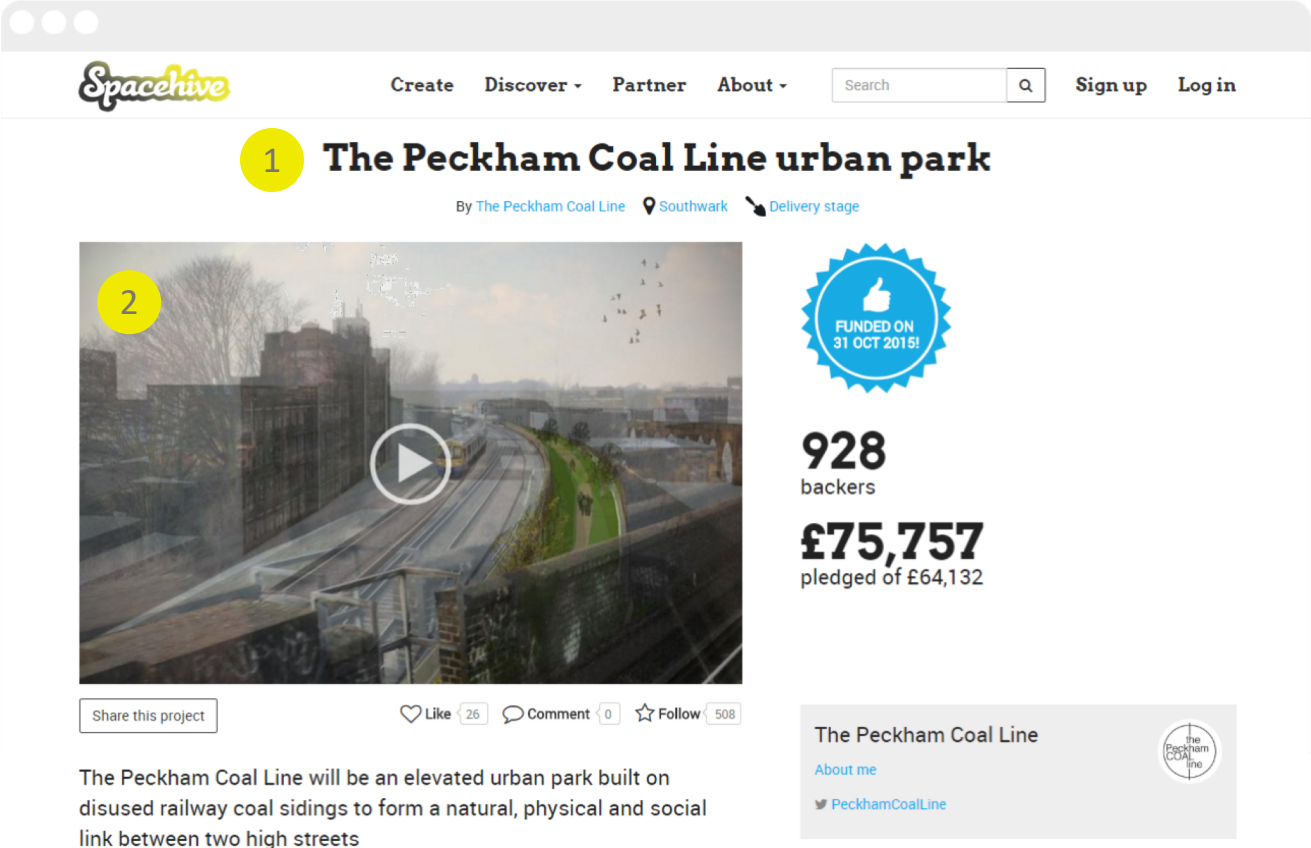 Spacehive
Create Discover Partner About Search Sign up Log in
1 The Peckham Coal Line urban park
By The Peckham Coal Line Southwark Delivery stage
2
FUNDED ON
31 OCT 2015!
928
backers
£75,757
pledged of £64,132
Share this project Like 26 Comment 0 Follow 508
The Peckham Coal Line will be an elevated urban park built on
disused railway coal sidings to form a natural, physical and social
link between two high streets
The Peckham Coal Line
the
Peckham
COAL
line
About me
PeckhamCoalLine